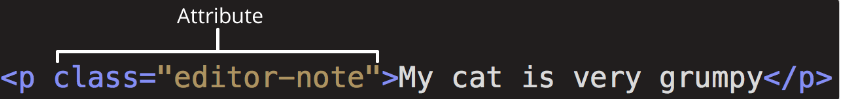 Attribute
<p class="editor-note">My cat is very grumpy</p>